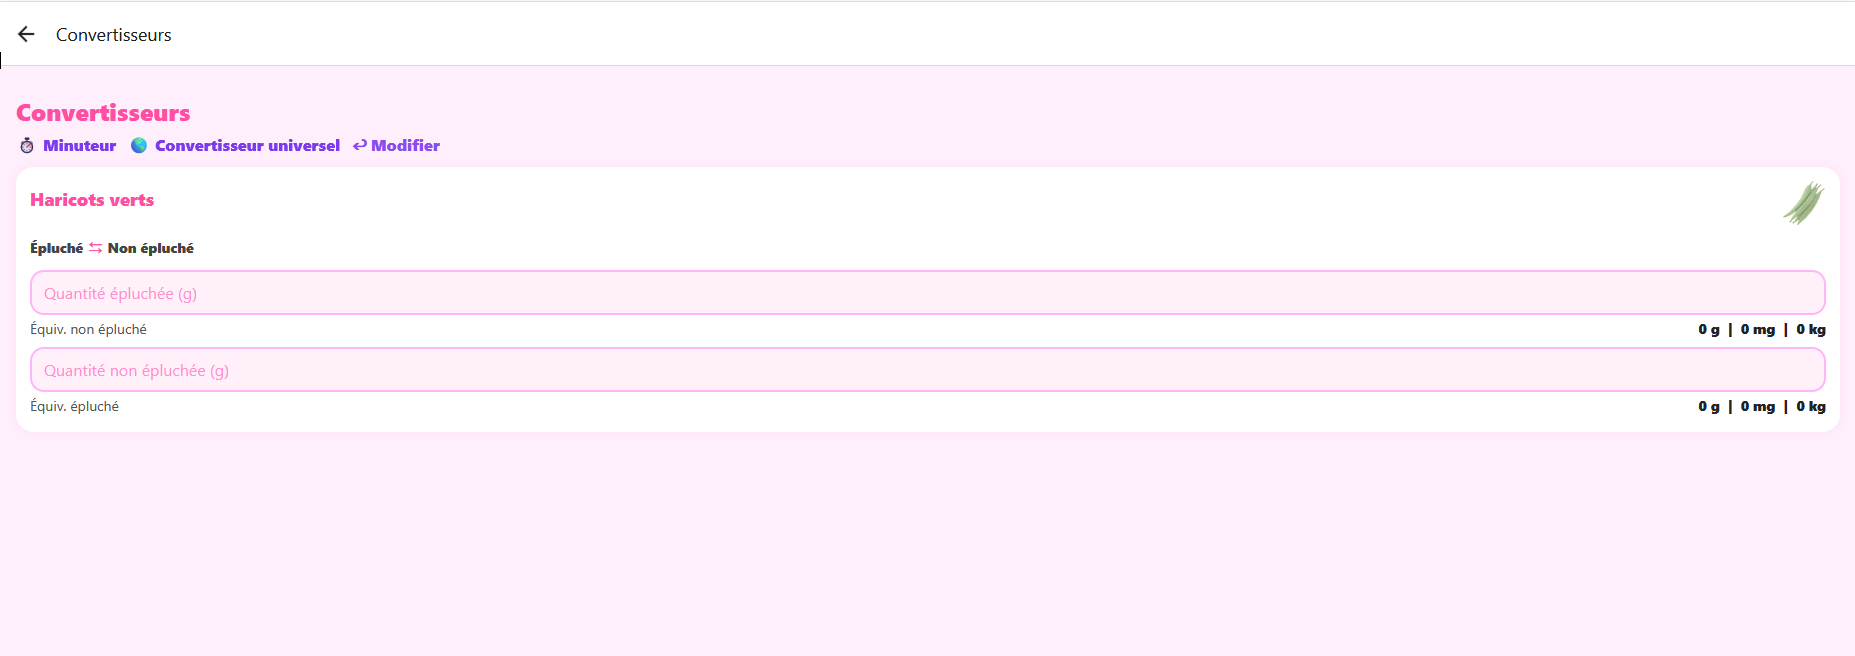 Convertisseurs
Convertisseurs
Minuteur Convertisseur universel ↩ Modifier
Haricots verts
Épluché ⇆ Non épluché
Quantité épluchée (g)
Équiv. non épluché 0 g | 0 mg | 0 kg
Quantité non épluchée (g)
Équiv. épluché 0 g | 0 mg | 0 kg